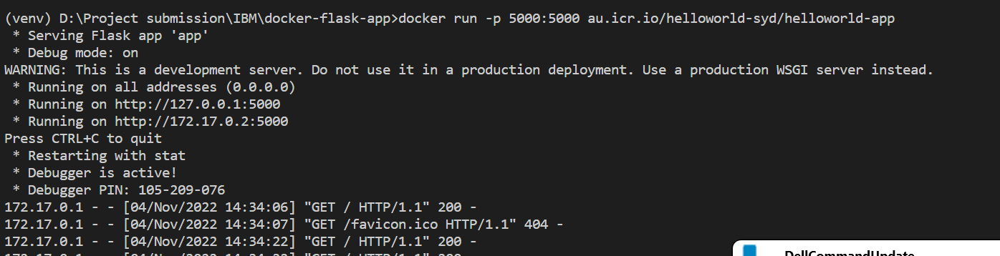 (venv) D:\Project submission\IBM\docker-flask-app>docker run -p 5000:5000 au.icr.io/helloworld-syd/helloworld-app
 * Serving Flask app 'app'
 * Debug mode: on
WARNING: This is a development server. Do not use it in a production deployment. Use a production WSGI server instead.
 * Running on all addresses (0.0.0.0)
 * Running on http://127.0.0.1:5000
 * Running on http://172.17.0.2:5000
Press CTRL+C to quit
 * Restarting with stat
 * Debugger is active!
 * Debugger PIN: 105-209-076
172.17.0.1 - - [04/Nov/2022 14:34:06] "GET / HTTP/1.1" 200 -
172.17.0.1 - - [04/Nov/2022 14:34:07] "GET /favicon.ico HTTP/1.1" 404 -
172.17.0.1 - - [04/Nov/2022 14:34:22] "GET / HTTP/1.1" 200 -
DellCommandUpdate